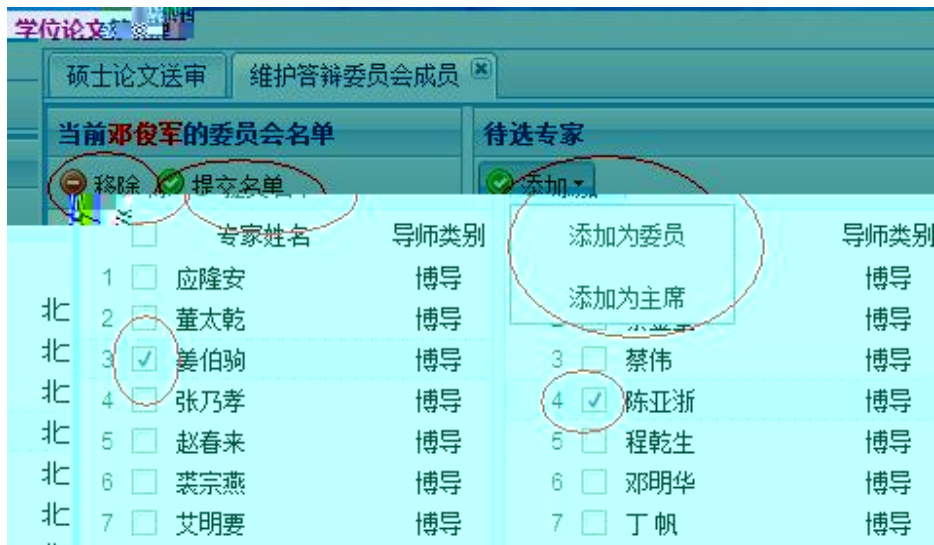 学位论文
硕士论文送审 维护答辩委员会成员
当前邓俊军的委员会名单 待选专家
移除 提交名单 添加
专家姓名 导师类别 添加为委员 导师类别
1 应隆安 博导 博导
添加为主席
北 2 董太乾 博导 博导
北 3 姜伯驹 博导 3 蔡伟 博导
北 4 张乃孝 博导 4 陈亚浙 博导
北 5 赵春来 博导 5 程乾生 博导
北 6 裘宗燕 博导 6 邓明华 博导
北 7 艾明要 博导 7 丁帆 博导